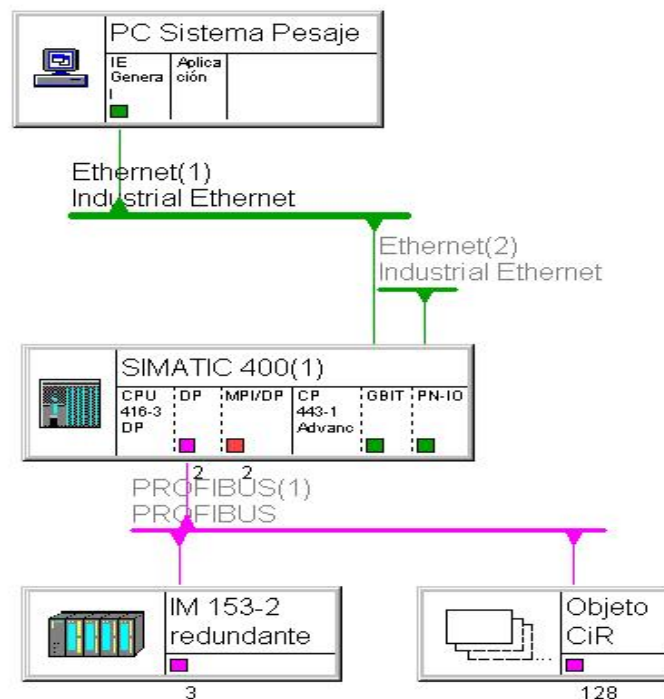 PC Sistema Pesaje
IE
Genera
l
Aplica
ción
Ethernet(1)
Industrial Ethernet
Ethernet(2)
Industrial Ethernet
SIMATIC 400(1)
CPU
416-3
DP
DP
MPI/DP
CP
443-1
Advanc
GBIT
PN-IO
2
2
PROFIBUS(1)
PROFIBUS
IM 153-2
redundante
3
Objeto
CiR
128